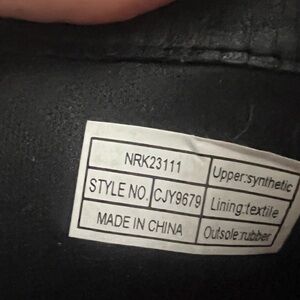 NRK23111
STYLE NO. CJY9679
MADE IN CHINA
Upper:synthetic
Lining:textile
Outsole:rubber